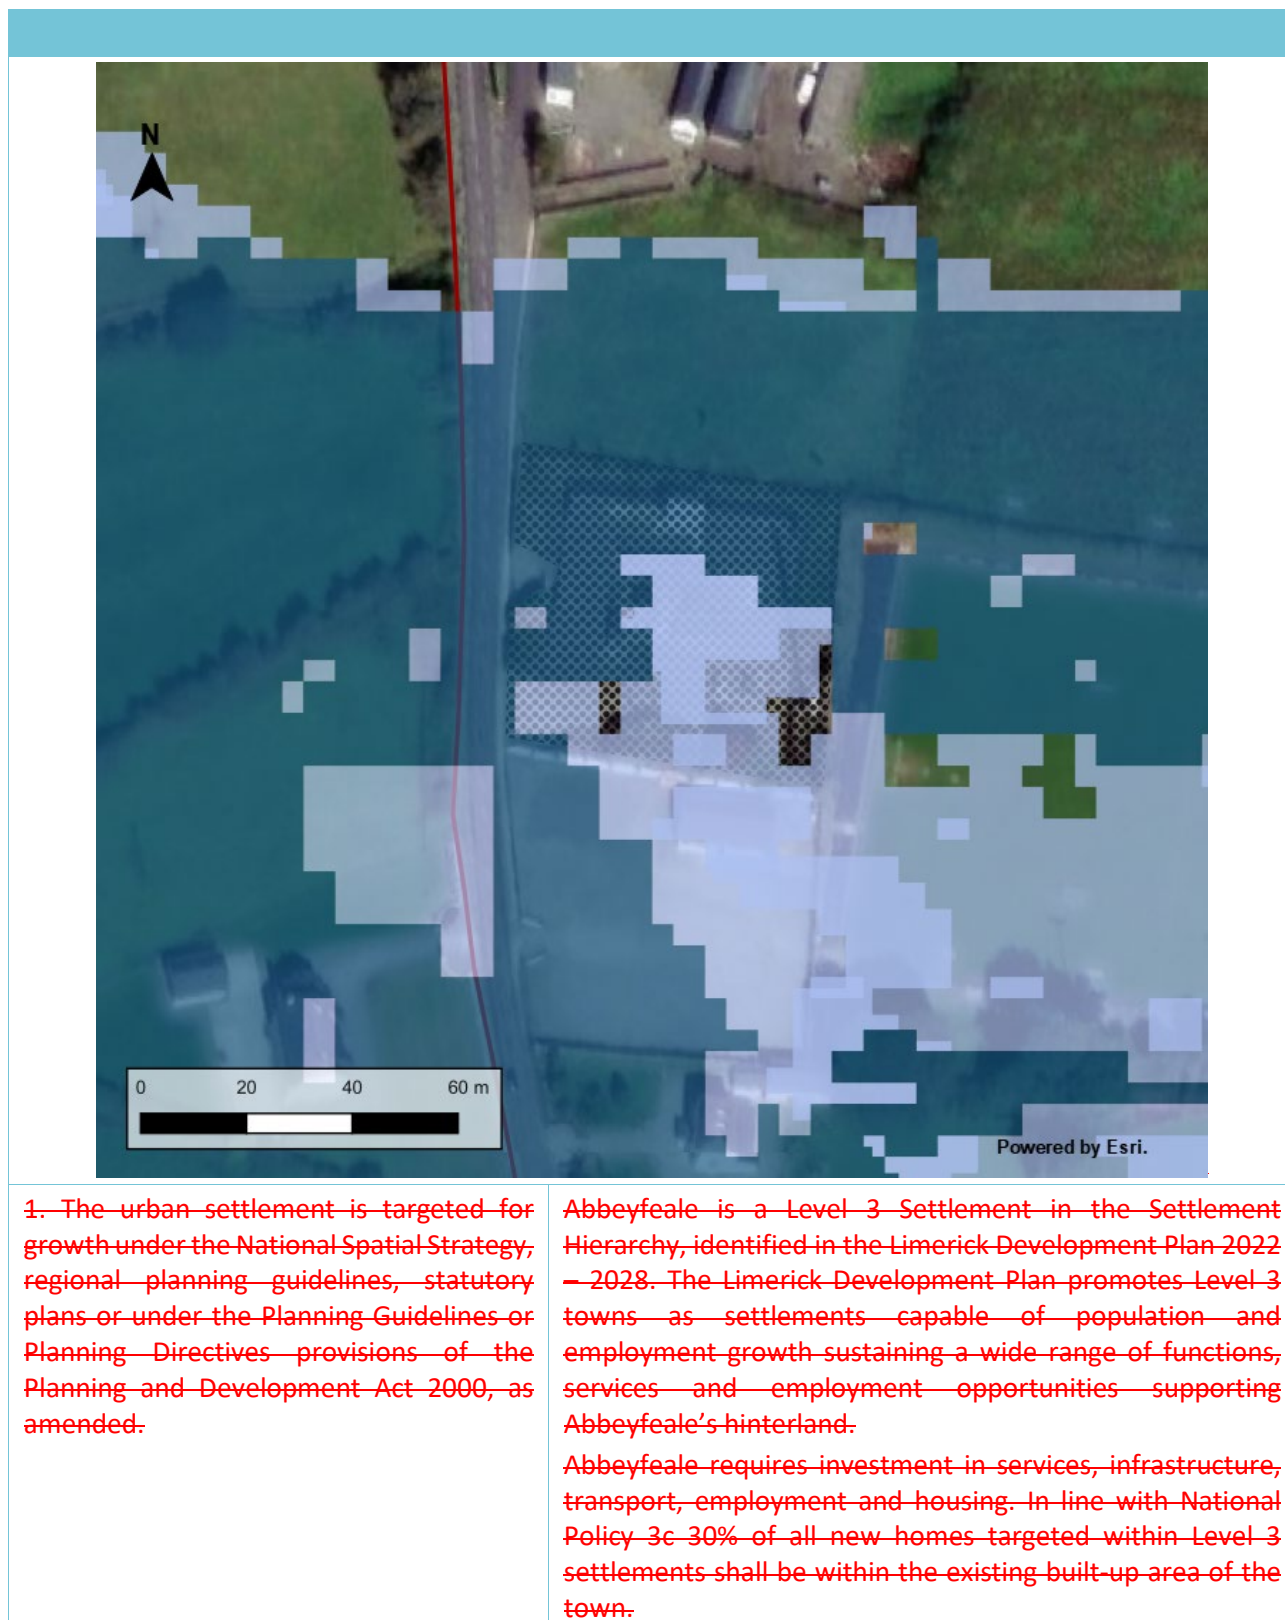 N
0 20 40 60 m
Powered by Esri.
1. The urban settlement is targeted for
growth under the National Spatial Strategy,
regional planning guidelines, statutory
plans or under the Planning Guidelines or
Planning Directives provisions of the
Planning and Development Act 2000, as
amended.
Abbeyfeale is a Level 3 Settlement in the Settlement
Hierarchy, identified in the Limerick Development Plan 2022
– 2028. The Limerick Development Plan promotes Level 3
towns as settlements capable of population and
employment growth sustaining a wide range of functions,
services and employment opportunities supporting
Abbeyfeale’s hinterland.
Abbeyfeale requires investment in services, infrastructure,
transport, employment and housing. In line with National
Policy 3c 30% of all new homes targeted within Level 3
settlements shall be within the existing built-up area of the
town.